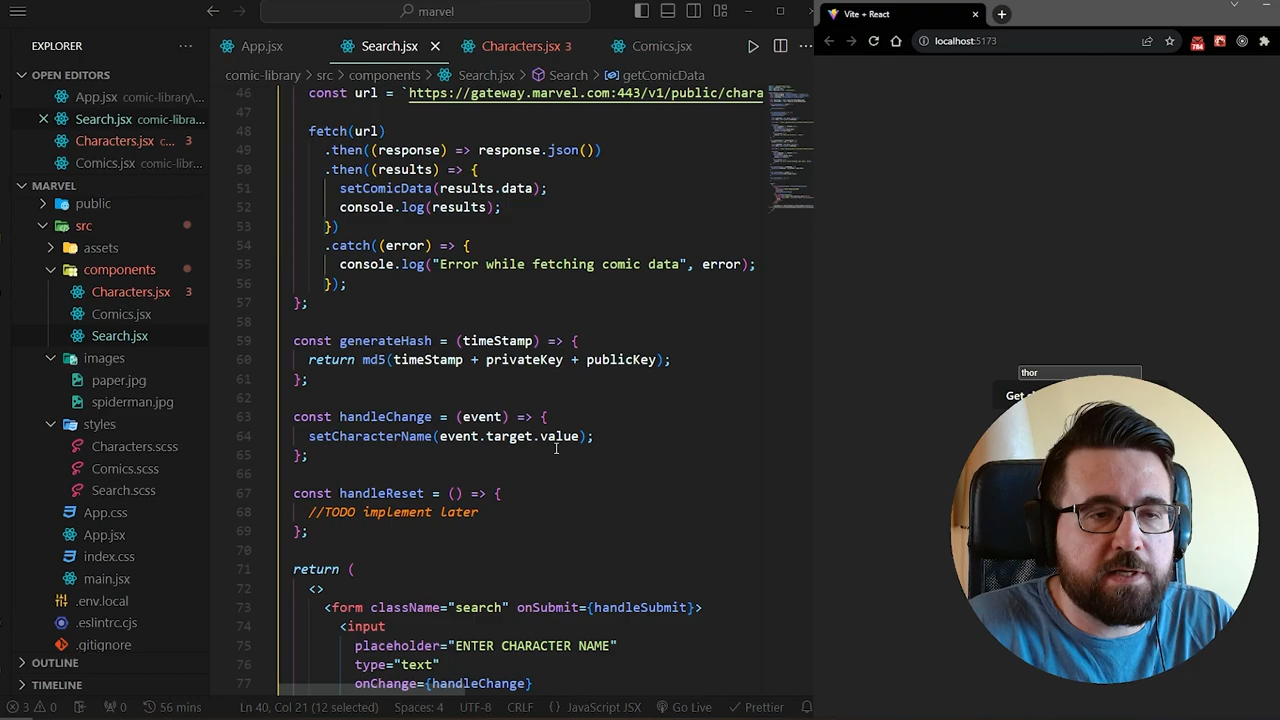 marvel
Vite + React
localhost:5173
784
EXPLORER
OPEN EDITORS
App.jsx comic-library\...
Search.jsx comic-libra...
Characters.jsx c... 3
Comics.jsx comic-libr...
MARVEL
public
src
assets
components
Characters.jsx 3
Comics.jsx
Search.jsx
images
paper.jpg
spiderman.jpg
styles
Characters.scss
Comics.scss
Search.scss
App.css
App.jsx
index.css
main.jsx
.env.local
.eslintrc.cjs
.gitignore
OUTLINE
TIMELINE
App.jsx Search.jsx Characters.jsx 3 Comics.jsx
comic-library > src > components > Search.jsx > Search > getComicData
46 const url = `https://gateway.marvel.com:443/v1/public/chara
47
48 fetch(url)
49 .then((response) => response.json())
50 .then((results) => {
51 setComicData(results.data);
52 console.log(results);
53 })
54 .catch((error) => {
55 console.log("Error while fetching comic data", error);
56 });
57 };
58
59 const generateHash = (timeStamp) => {
60 return md5(timeStamp + privateKey + publicKey);
61 };
62
63 const handleChange = (event) => {
64 setCharacterName(event.target.value);
65 };
66
67 const handleReset = () => {
68 //TODO implement later
69 };
70
71 return (
72 <>
73 <form className="search" onSubmit={handleSubmit}>
74 <input
75 placeholder="ENTER CHARACTER NAME"
76 type="text"
77 onChange={handleChange}
thor
Get
3 0 0 56 mins Ln 40, Col 21 (12 selected) Spaces: 4 UTF-8 CRLF {} JavaScript JSX Go Live Prettier